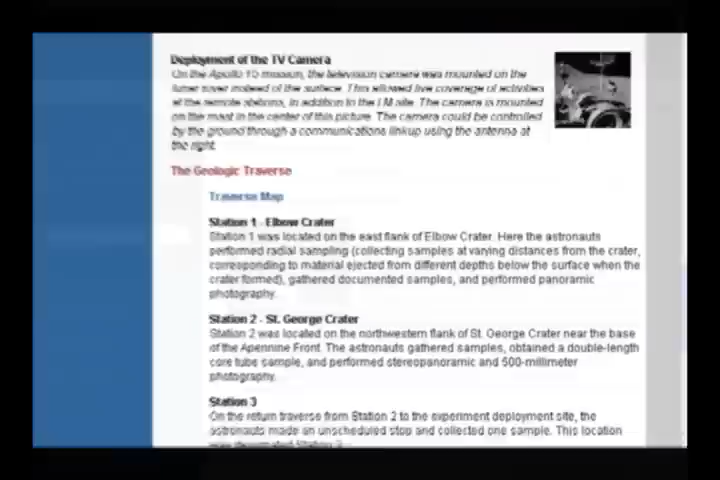 Deployment of the TV Camera
On the Apollo 15 mission, the television camera was mounted on the
lunar rover instead of the surface. This allowed live coverage of activities
at the remote stations, in addition to the LM site. The camera is mounted
on the mast in the center of this picture. The camera could be controlled
by the ground through a communications linkup using the antenna at
the right.
The Geologic Traverse
Traverse Map
Station 1 - Elbow Crater
Station 1 was located on the east flank of Elbow Crater. Here the astronauts
performed radial sampling (collecting samples at varying distances from the crater,
corresponding to material ejected from different depths below the surface when the
crater formed), gathered documented samples, and performed panoramic
photography.
Station 2 - St. George Crater
Station 2 was located on the northwestern flank of St. George Crater near the base
of the Apennine Front. The astronauts gathered samples, obtained a double-length
core tube sample, and performed stereopanoramic and 500-millimeter
photography.
Station 3
On the return traverse from Station 2 to the experiment deployment site, the
astronauts made an unscheduled stop and collected one sample. This location
was designated Station 3.